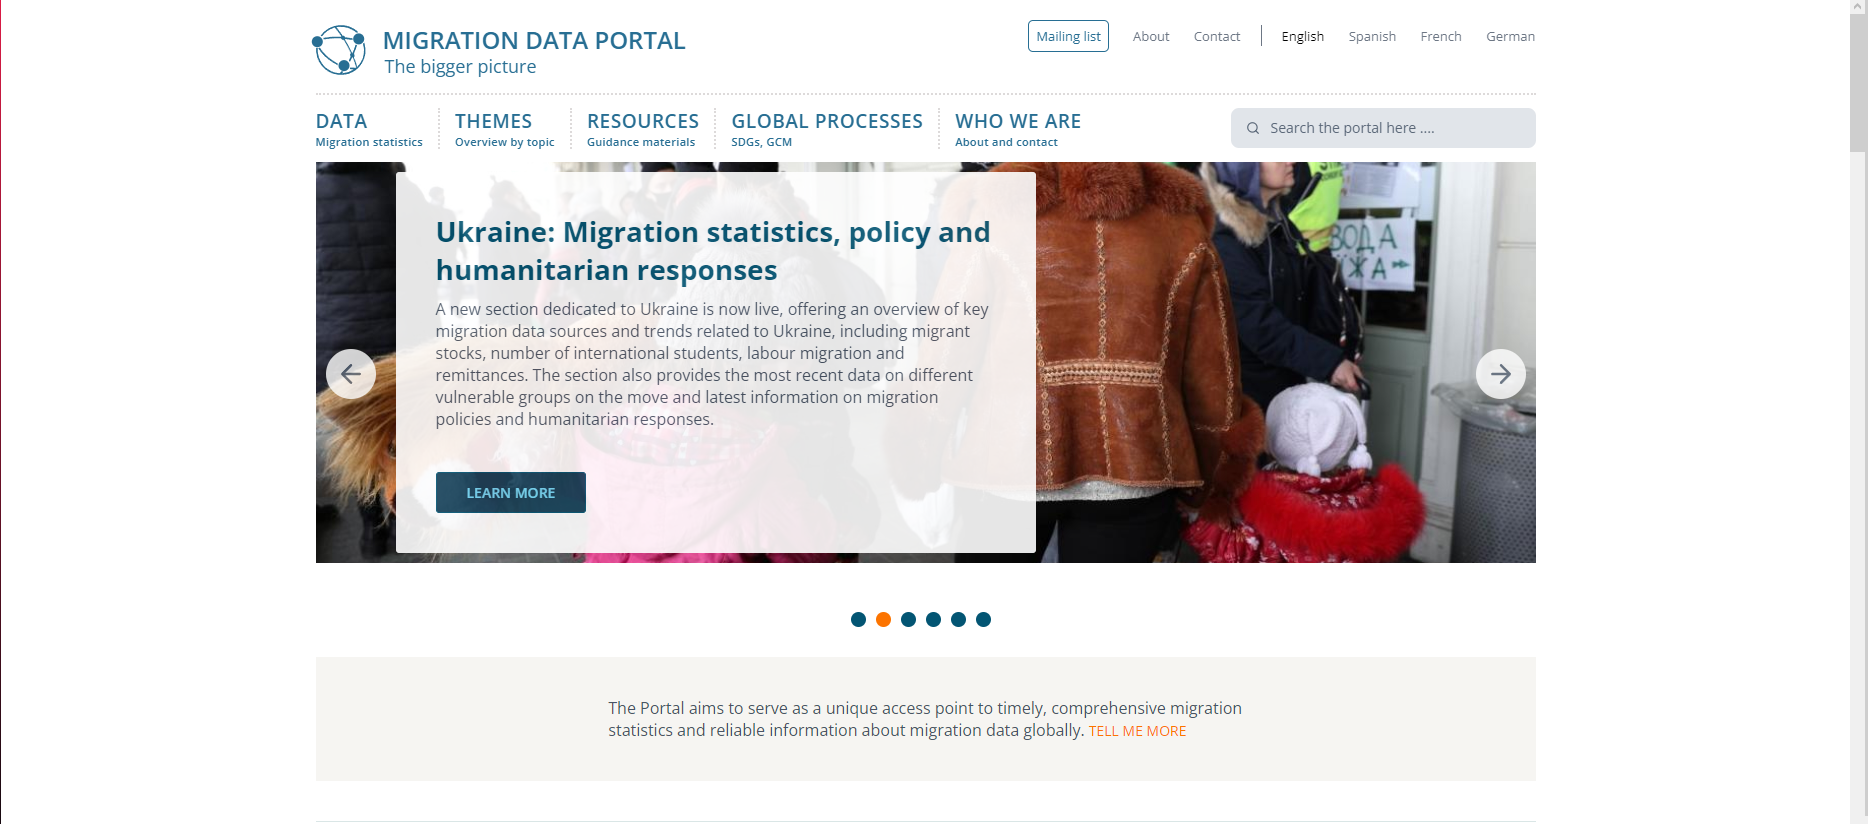 MIGRATION DATA PORTAL
The bigger picture
Mailing list
About
Contact
English
Spanish
French
German
DATA
Migration statistics
THEMES
Overview by topic
RESOURCES
Guidance materials
GLOBAL PROCESSES
SDGs, GCM
WHO WE ARE
About and contact
Search the portal here ....
Ukraine: Migration statistics, policy and
humanitarian responses
A new section dedicated to Ukraine is now live, offering an overview of key
migration data sources and trends related to Ukraine, including migrant
stocks, number of international students, labour migration and
remittances. The section also provides the most recent data on different
vulnerable groups on the move and latest information on migration
policies and humanitarian responses.
LEARN MORE
ВОДА
ЇЖА
The Portal aims to serve as a unique access point to timely, comprehensive migration
statistics and reliable information about migration data globally. TELL ME MORE